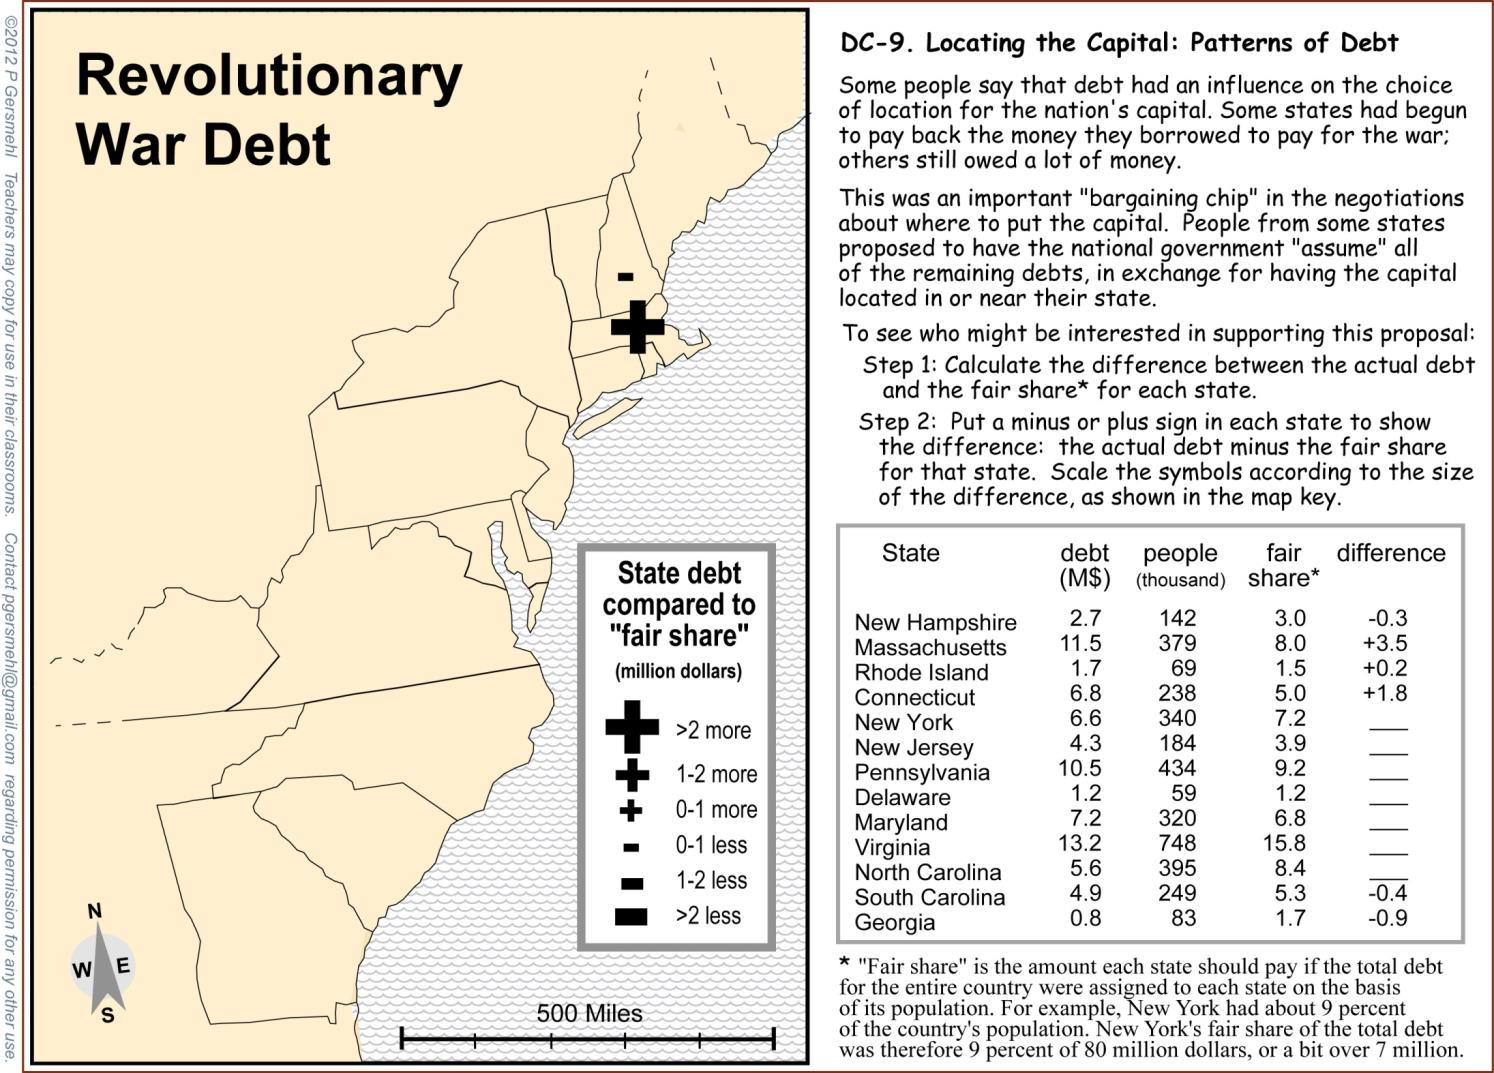 ©2012 P Gersmehl   Teachers may copy for use in their classrooms.   Contact pgersmehl@gmail.com  regarding permission for any other use.
Revolutionary
War Debt
State debt
compared to
"fair share"
(million dollars)
>2 more
1-2 more
0-1 more
0-1 less
1-2 less
>2 less
N
W E
S
500 Miles
DC-9. Locating the Capital: Patterns of Debt
Some people say that debt had an influence on the choice
of location for the nation's capital. Some states had begun
to pay back the money they borrowed to pay for the war;
others still owed a lot of money.
This was an important "bargaining chip" in the negotiations
about where to put the capital.  People from some states
proposed to have the national government "assume" all
of the remaining debts, in exchange for having the capital
located in or near their state.
To see who might be interested in supporting this proposal:
Step 1: Calculate the difference between the actual debt
and the fair share* for each state.
Step 2:  Put a minus or plus sign in each state to show
the difference:  the actual debt minus the fair share
for that state.  Scale the symbols according to the size
of the difference, as shown in the map key.
State debt people fair difference
(M$) (thousand) share*
New Hampshire 2.7 142 3.0 -0.3
Massachusetts 11.5 379 8.0 +3.5
Rhode Island 1.7 69 1.5 +0.2
Connecticut 6.8 238 5.0 +1.8
New York 6.6 340 7.2 ___
New Jersey 4.3 184 3.9 ___
Pennsylvania 10.5 434 9.2 ___
Delaware 1.2 59 1.2 ___
Maryland 7.2 320 6.8 ___
Virginia 13.2 748 15.8 ___
North Carolina 5.6 395 8.4 ___
South Carolina 4.9 249 5.3 -0.4
Georgia 0.8 83 1.7 -0.9
* "Fair share" is the amount each state should pay if the total debt
for the entire country were assigned to each state on the basis
of its population. For example, New York had about 9 percent
of the country's population. New York's fair share of the total debt
was therefore 9 percent of 80 million dollars, or a bit over 7 million.